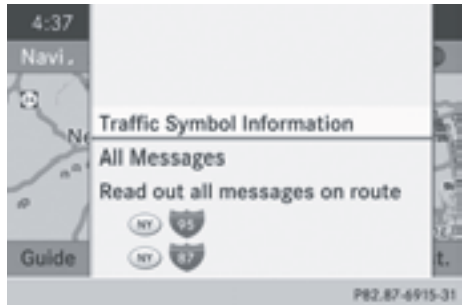 4:37
Navi.
Ne
Traffic Symbol Information
All Messages
Read out all messages on route
NY 95
NY 87
Guide
t.
P82.87-6915-31